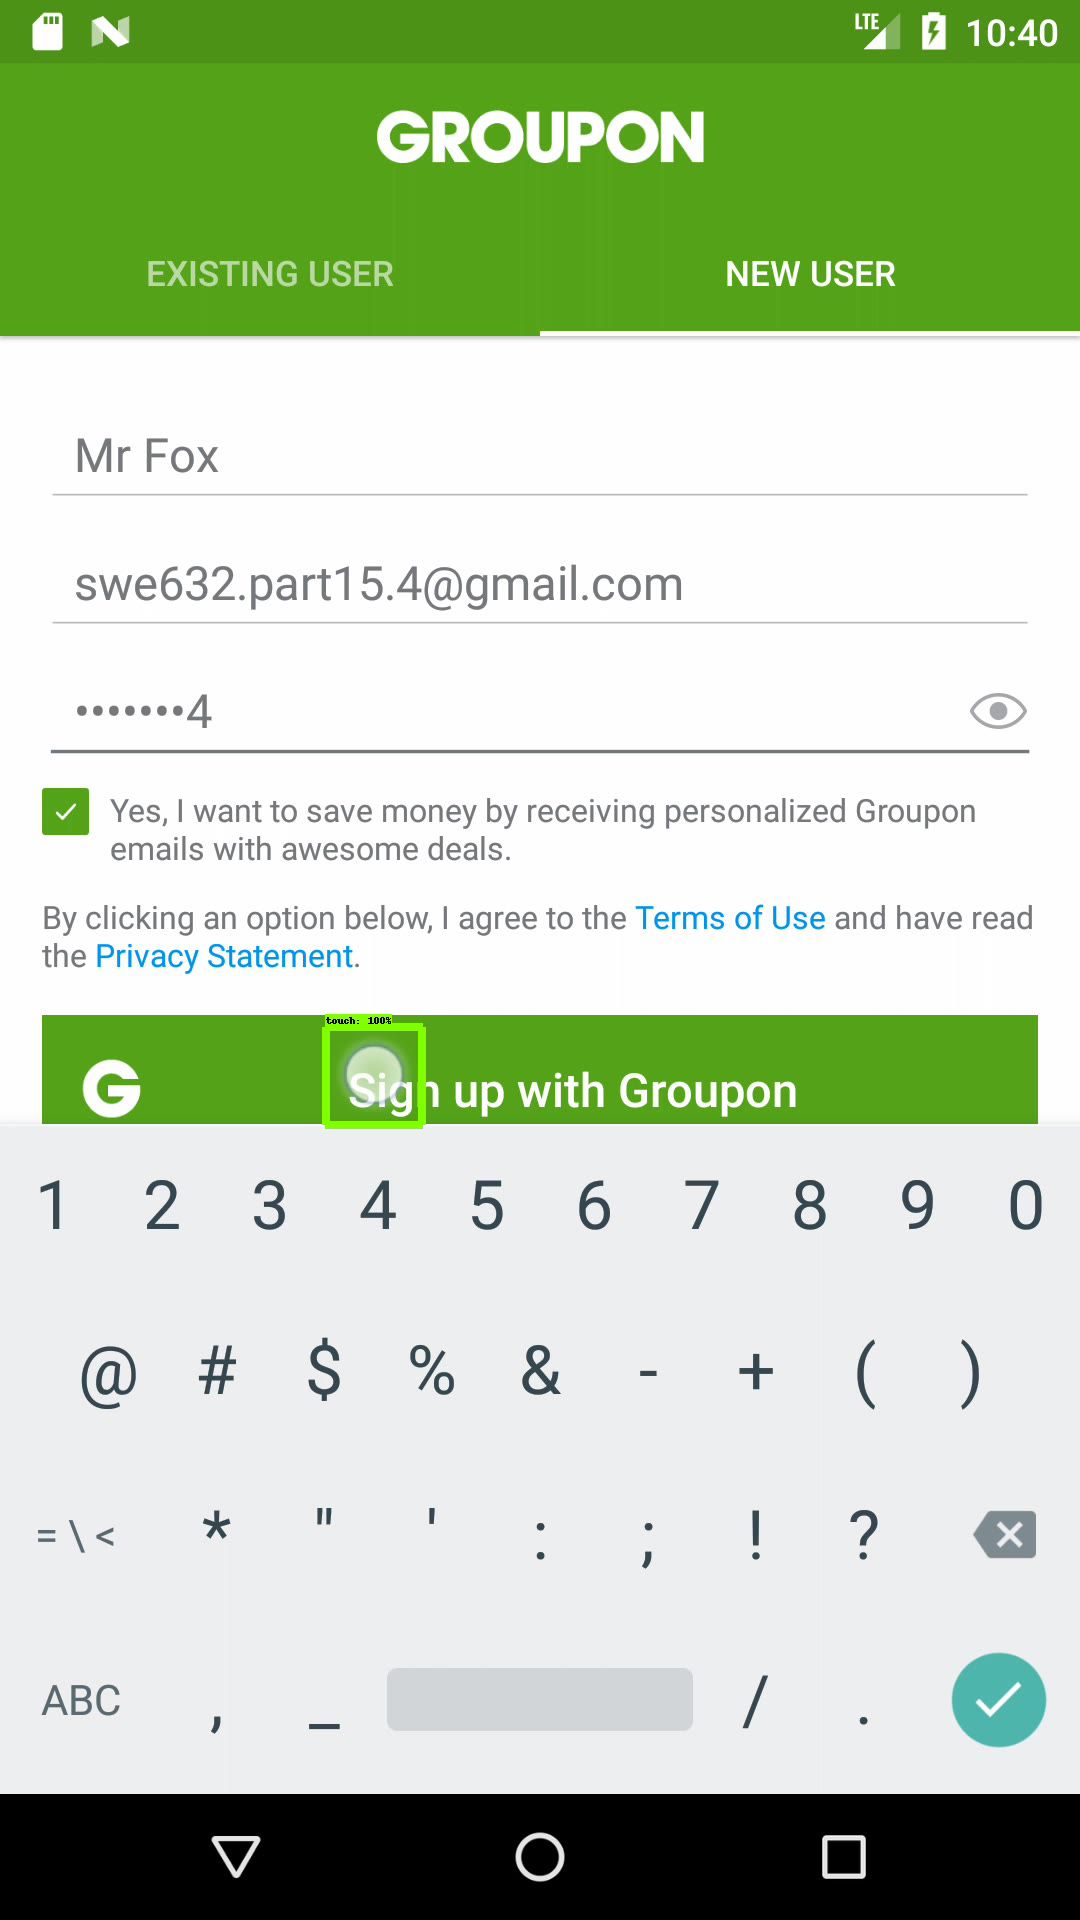 LTE 10:40
GROUPON
EXISTING USER NEW USER
Mr Fox
swe632.part15.4@gmail.com
•••••••4
Yes, I want to save money by receiving personalized Groupon
emails with awesome deals.
By clicking an option below, I agree to the Terms of Use and have read
the Privacy Statement.
touch: 100%
G Sign up with Groupon
1 2 3 4 5 6 7 8 9 0
@ # $ % & - + ( )
= \ < * " ' : ; ! ?
ABC , _ / .